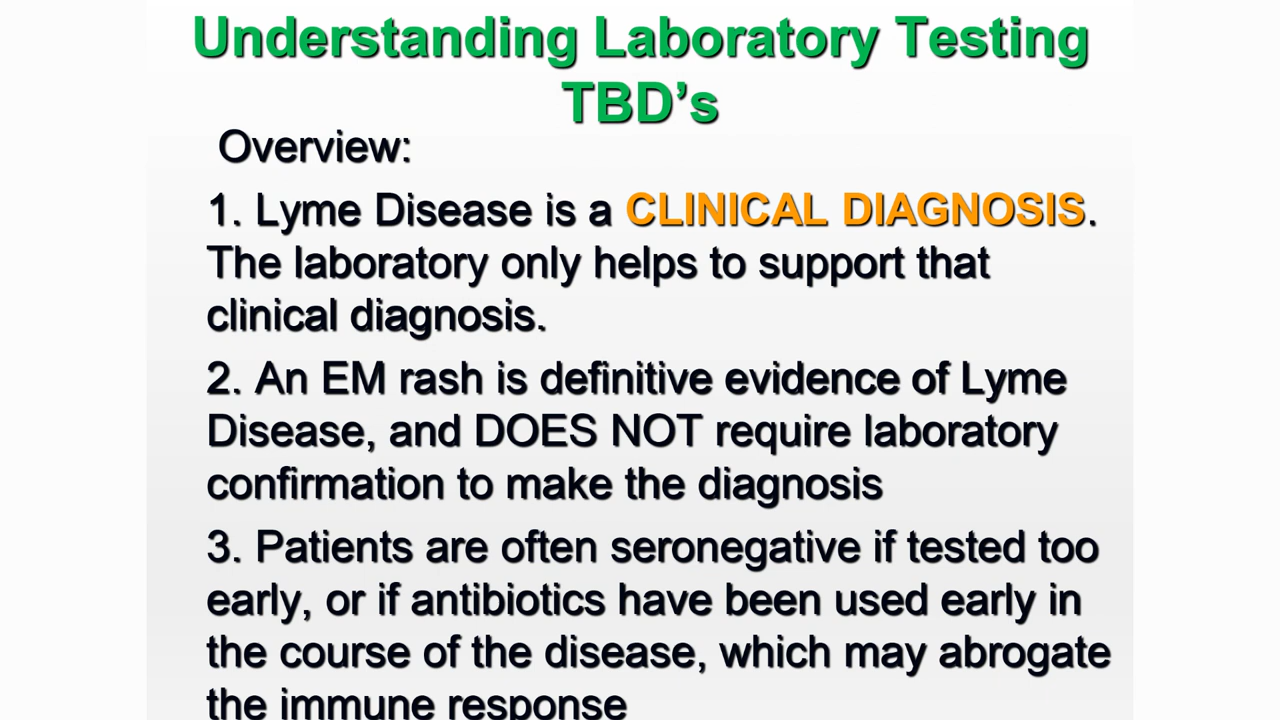 Understanding Laboratory Testing
TBD’s
Overview:
1. Lyme Disease is a CLINICAL DIAGNOSIS.
The laboratory only helps to support that
clinical diagnosis.
2. An EM rash is definitive evidence of Lyme
Disease, and DOES NOT require laboratory
confirmation to make the diagnosis
3. Patients are often seronegative if tested too
early, or if antibiotics have been used early in
the course of the disease, which may abrogate
the immune response